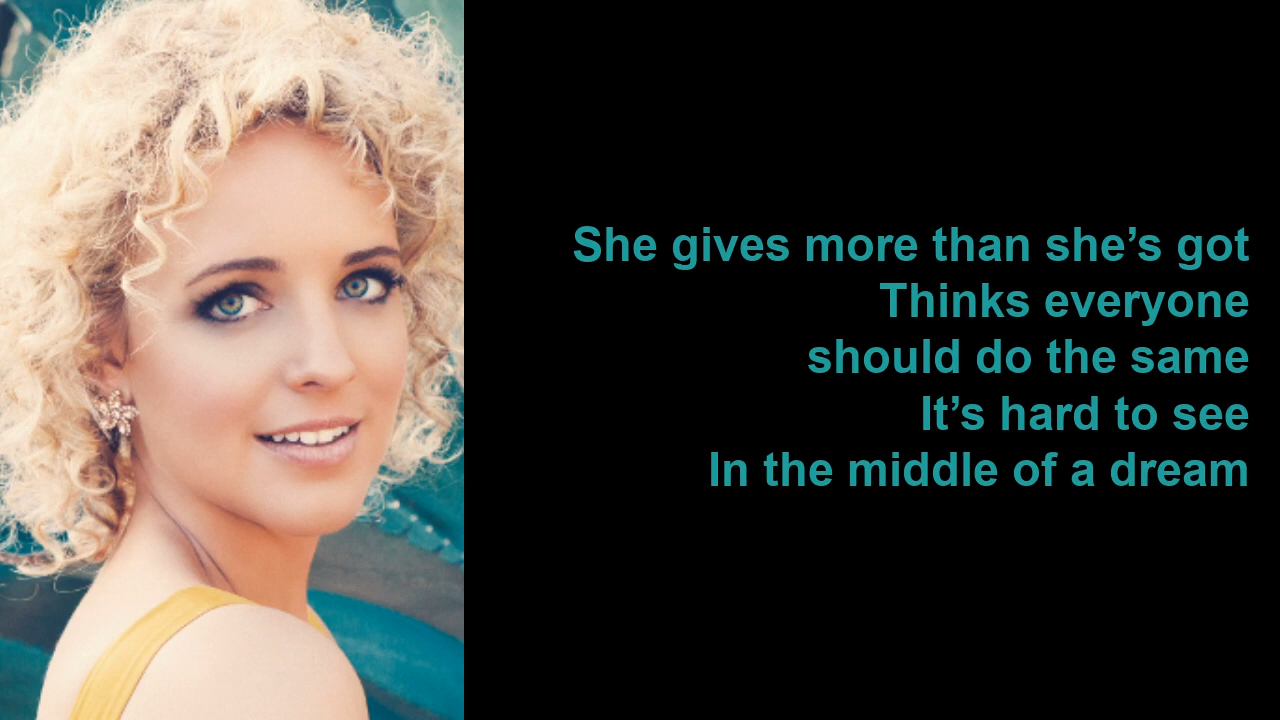 She gives more than she’s got
Thinks everyone
should do the same
It’s hard to see
In the middle of a dream